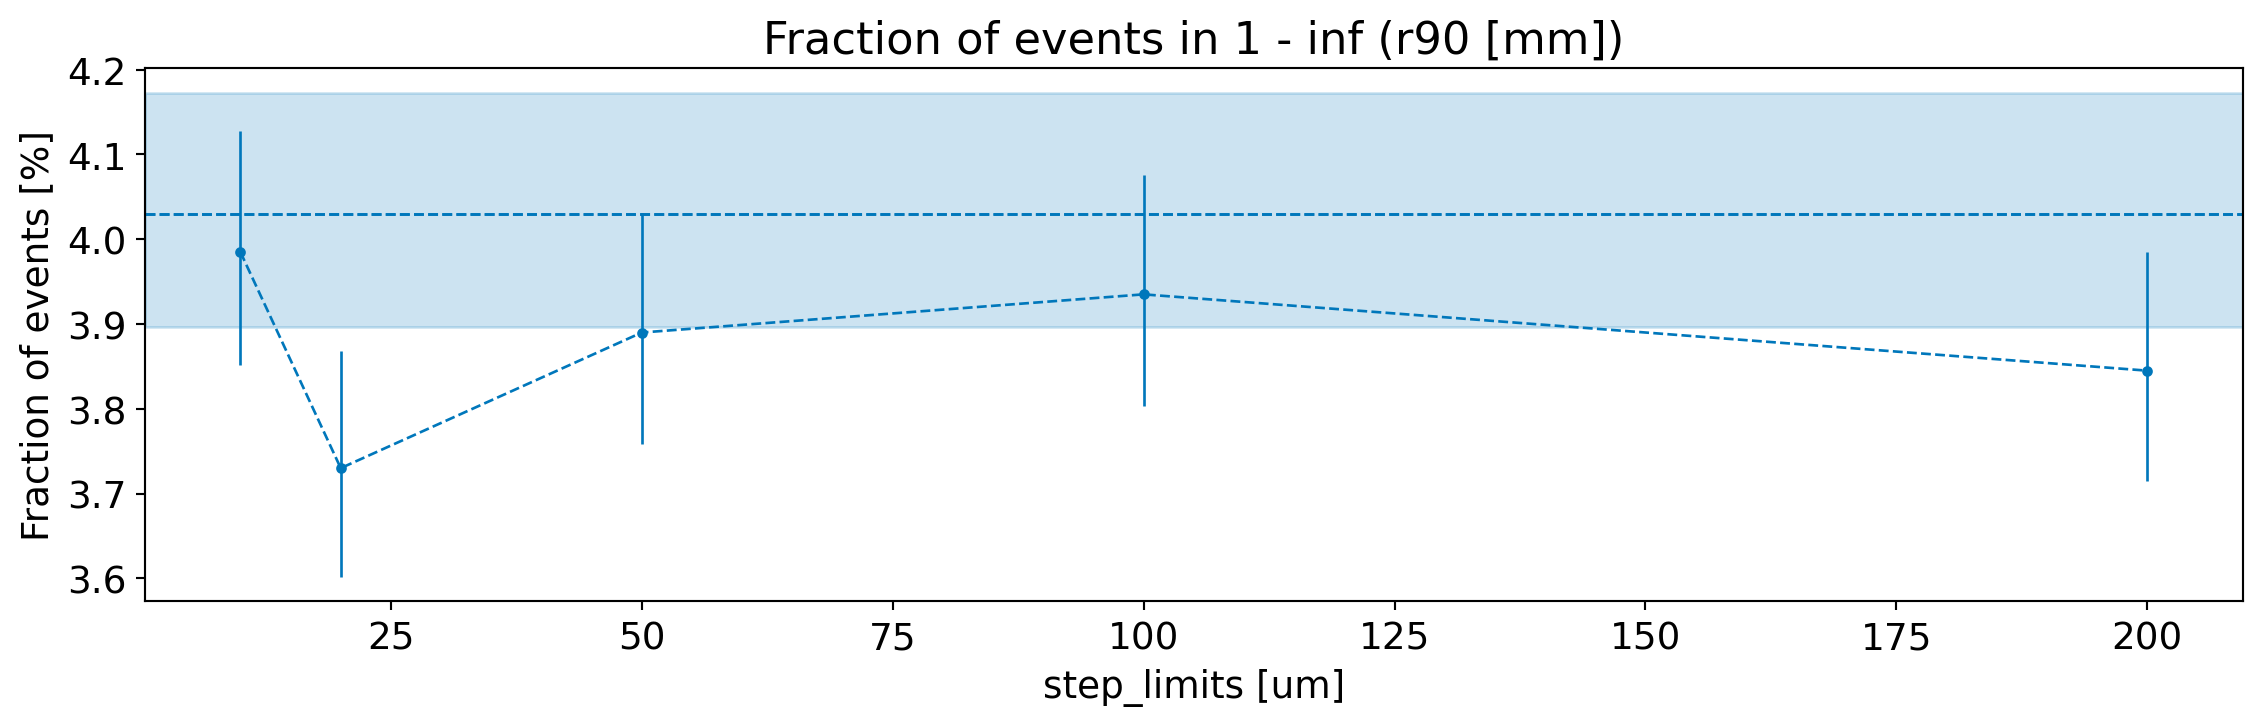 Fraction of events in 1 - inf (r90 [mm])
Fraction of events [%]
4.2
4.1
4.0
3.9
3.8
3.7
3.6
25 50 75 100 125 150 175 200
step_limits [um]